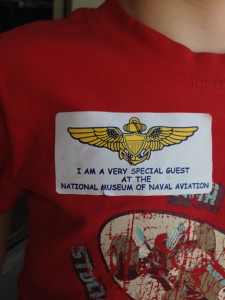 I AM A VERY SPECIAL GUEST
AT THE
NATIONAL MUSEUM OF NAVAL AVIATION